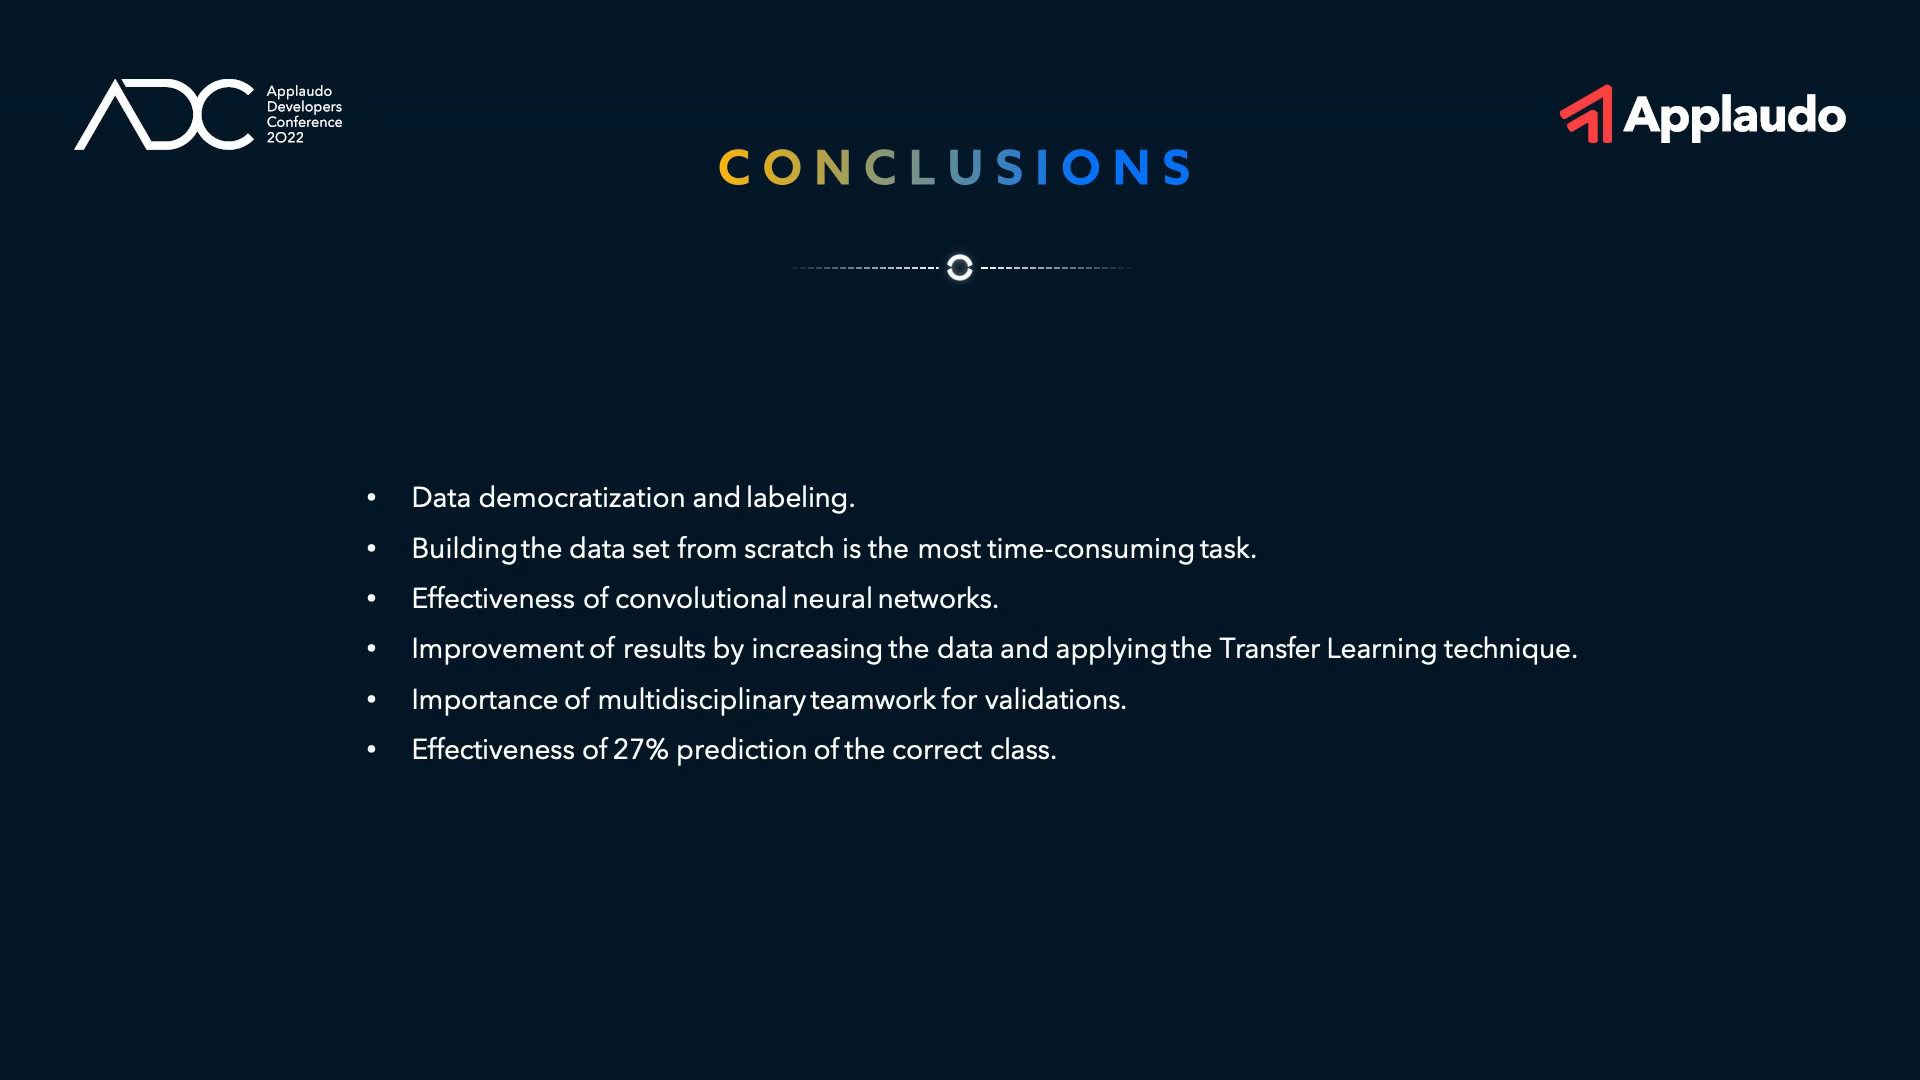 ADC
Applaudo
Developers
Conference
2022
Applaudo
CONCLUSIONS
• Data democratization and labeling.
• Building the data set from scratch is the most time-consuming task.
• Effectiveness of convolutional neural networks.
• Improvement of results by increasing the data and applying the Transfer Learning technique.
• Importance of multidisciplinary teamwork for validations.
• Effectiveness of 27% prediction of the correct class.